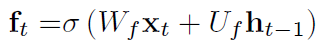 f_t =σ (W_f x_t + U_f h_{t−1})